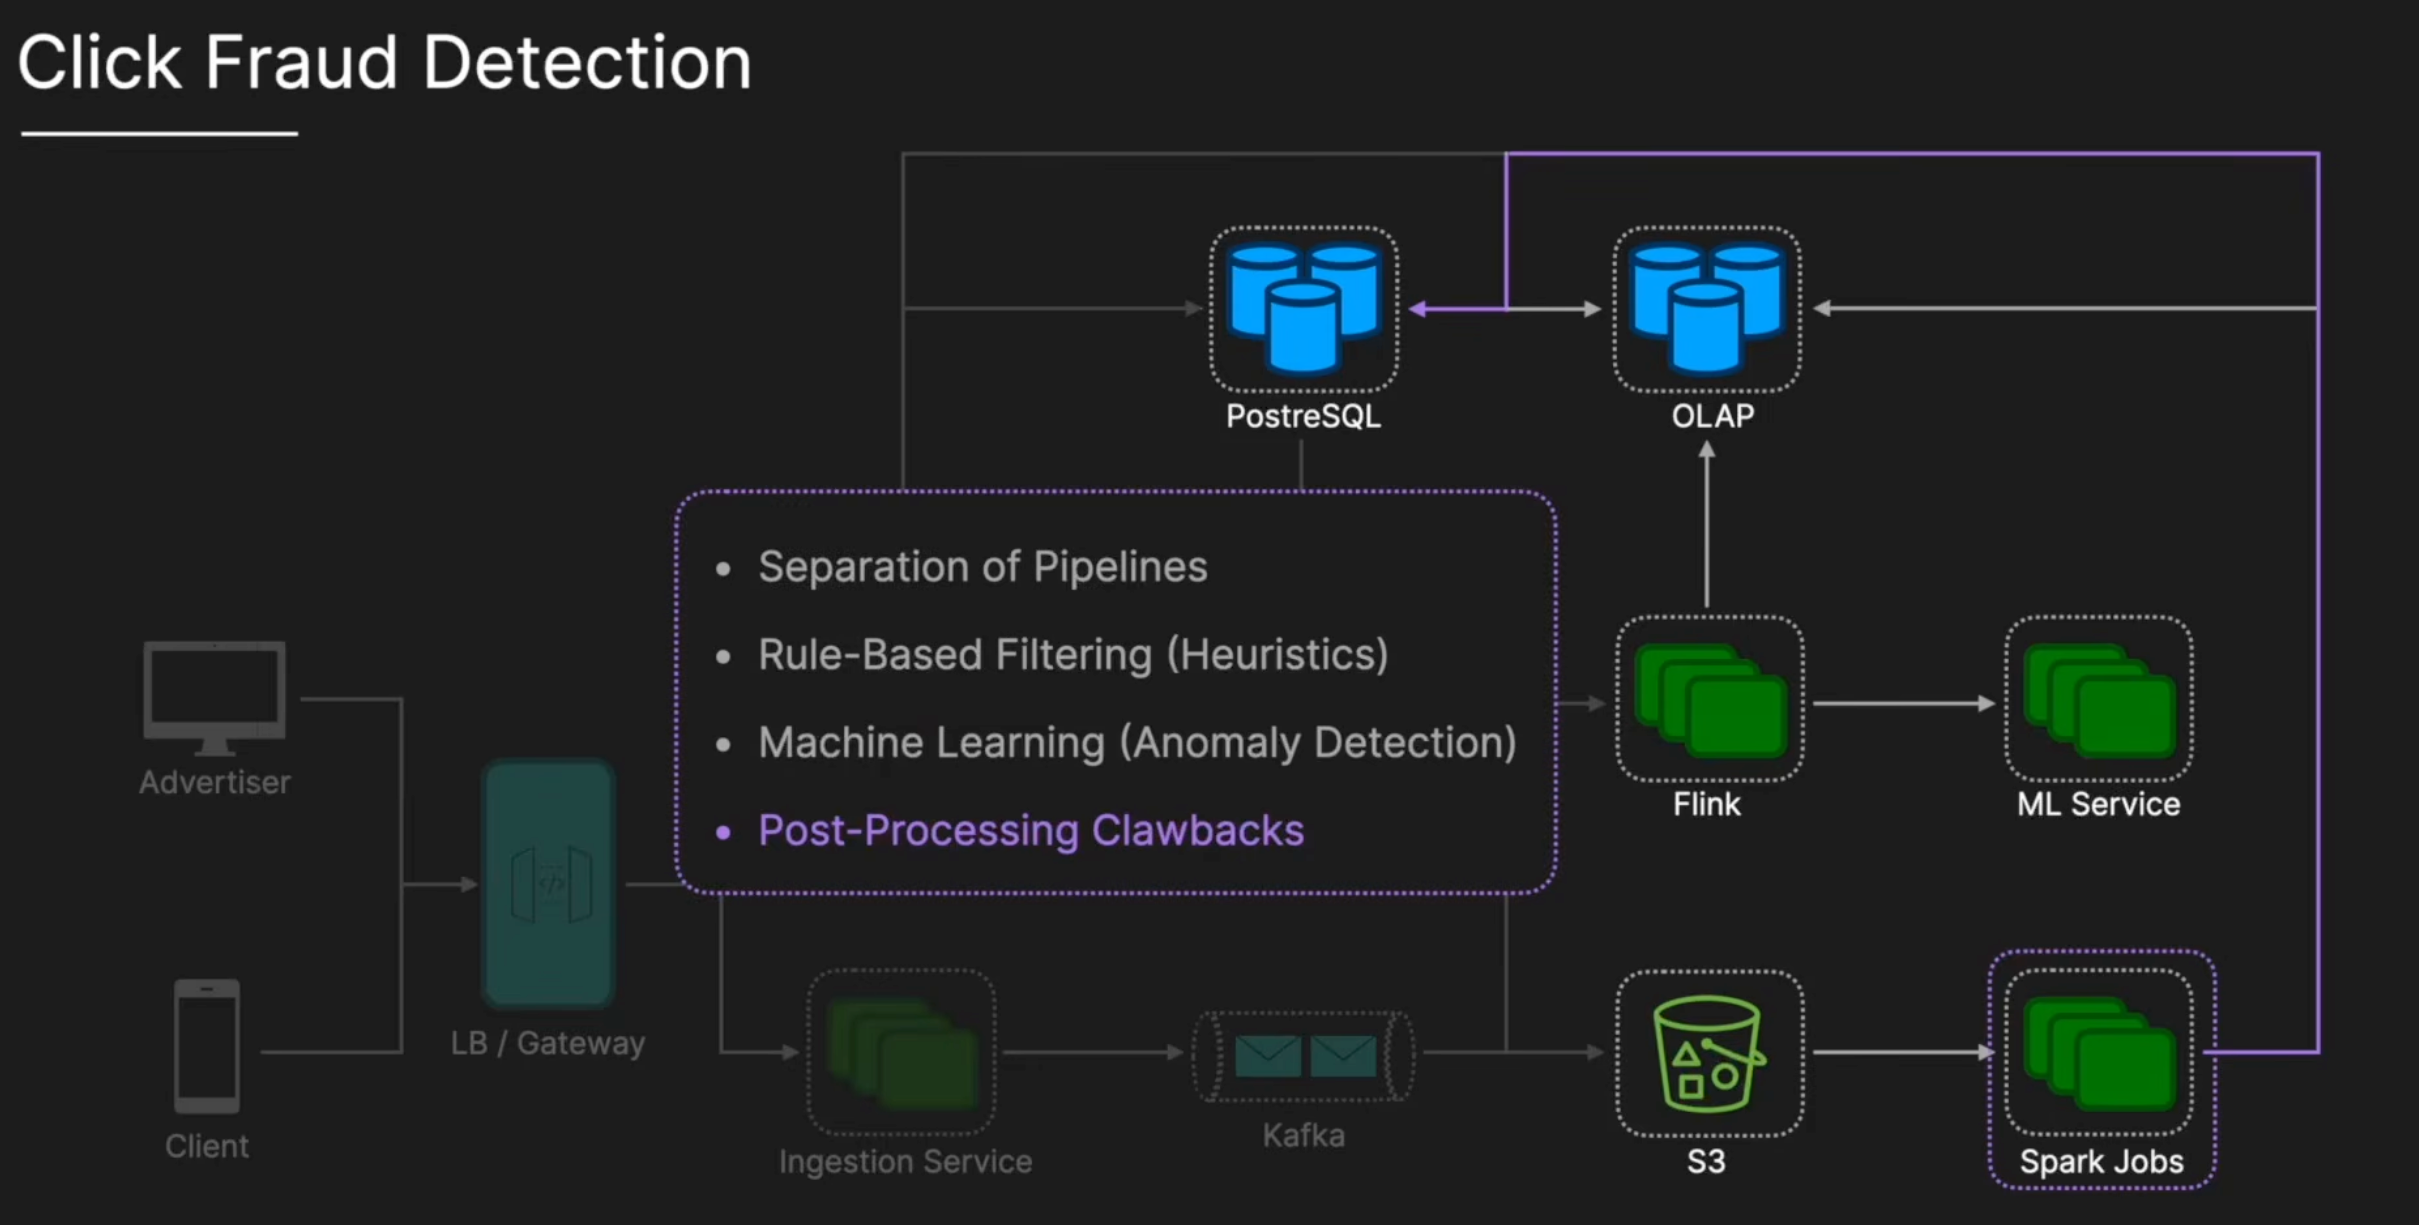 Click Fraud Detection
PostreSQL
OLAP
• Separation of Pipelines
• Rule-Based Filtering (Heuristics)
• Machine Learning (Anomaly Detection)
• Post-Processing Clawbacks
Advertiser
Flink
ML Service
LB / Gateway
Client
Ingestion Service
Kafka
S3
Spark Jobs